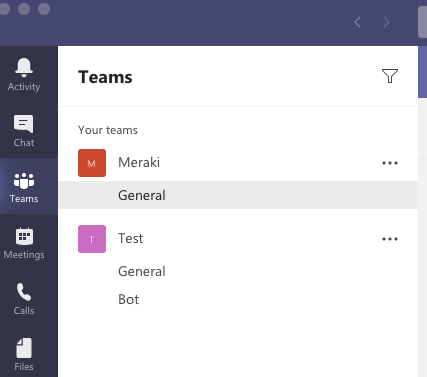 Teams
Activity
Chat
Teams
Meetings
Calls
Files
Your teams
M
Meraki
...
General
T
Test
...
General
Bot